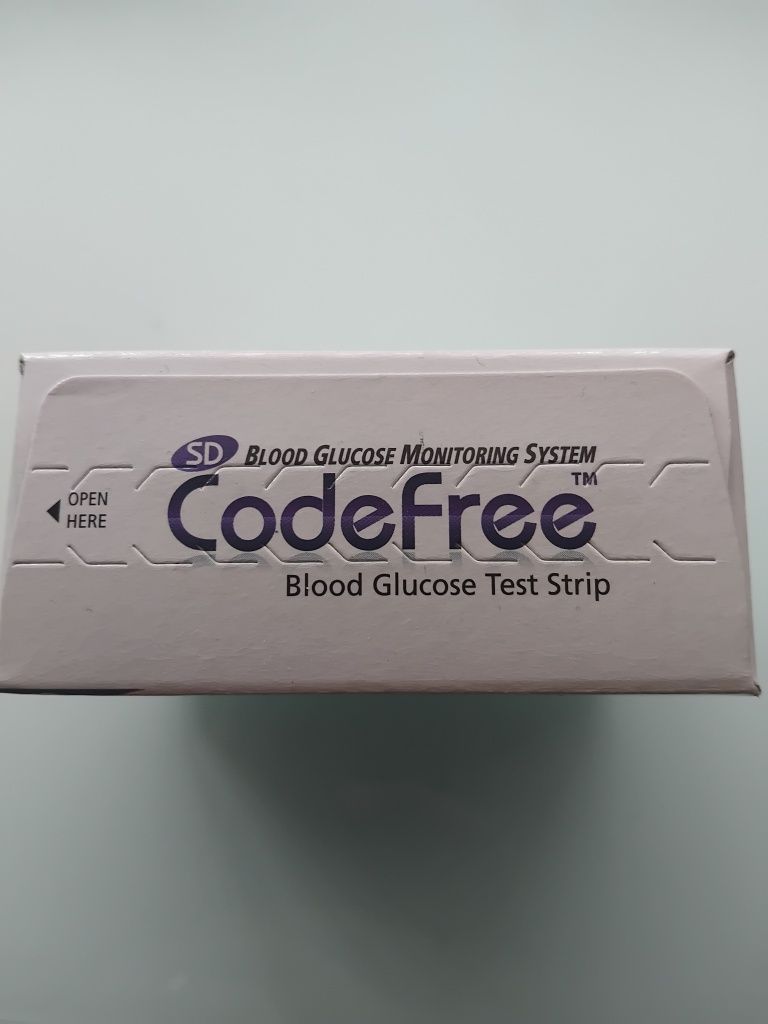 SD BLOOD GLUCOSE MONITORING SYSTEM
CodeFree™
Blood Glucose Test Strip
OPEN
HERE